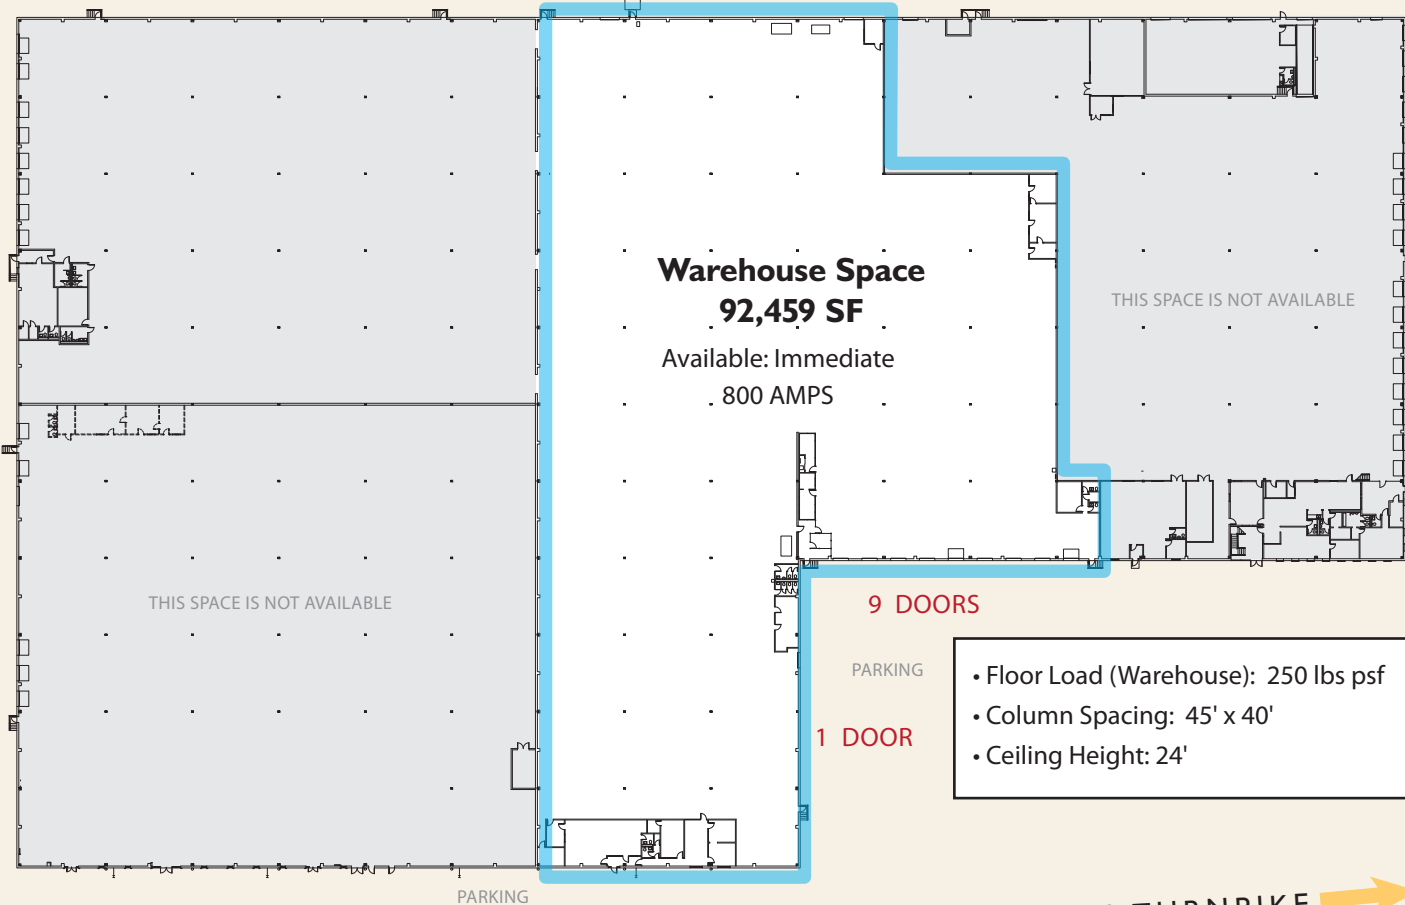 Warehouse Space
92,459 SF
Available: Immediate
800 AMPS
THIS SPACE IS NOT AVAILABLE
THIS SPACE IS NOT AVAILABLE
9 DOORS
PARKING
1 DOOR
• Floor Load (Warehouse): 250 lbs psf
• Column Spacing: 45' x 40'
• Ceiling Height: 24'
PARKING
TURNPIKE